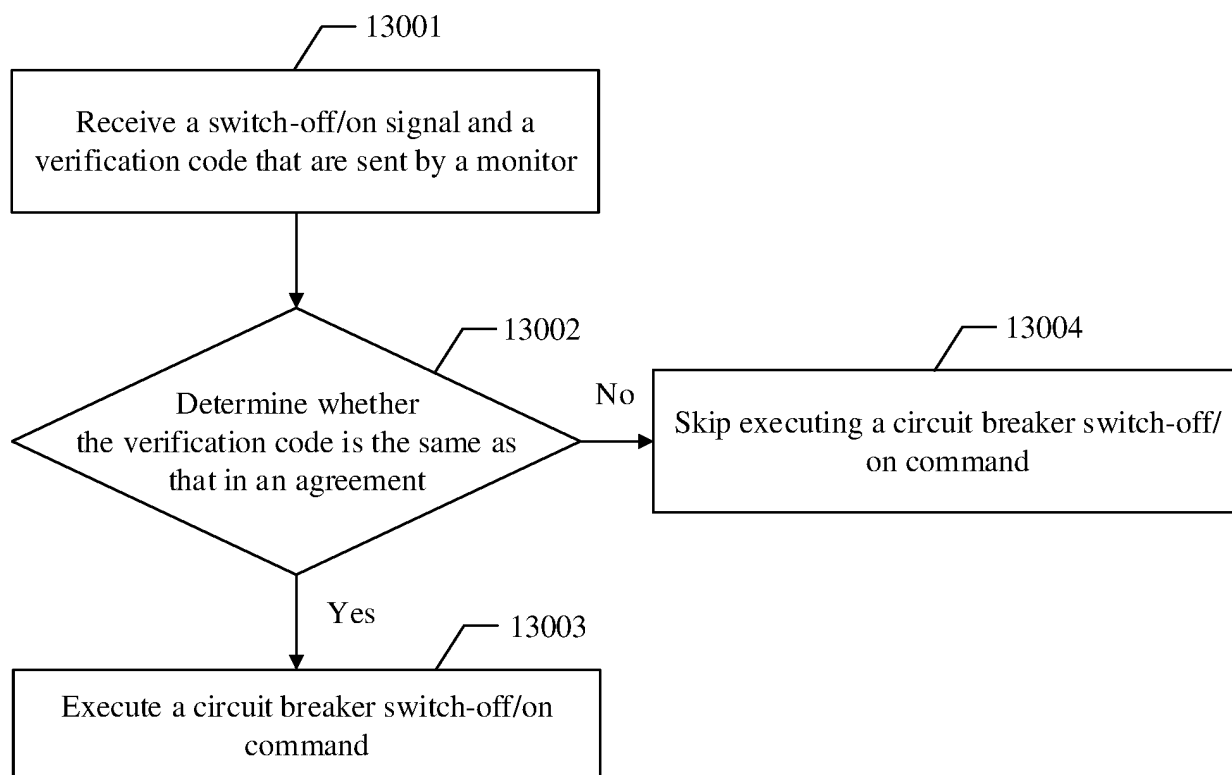 13001
Receive a switch-off/on signal and a
verification code that are sent by a monitor
13002
Determine whether
the verification code is the same as
that in an agreement
No
13004
Skip executing a circuit breaker switch-off/
on command
Yes
13003
Execute a circuit breaker switch-off/on
command